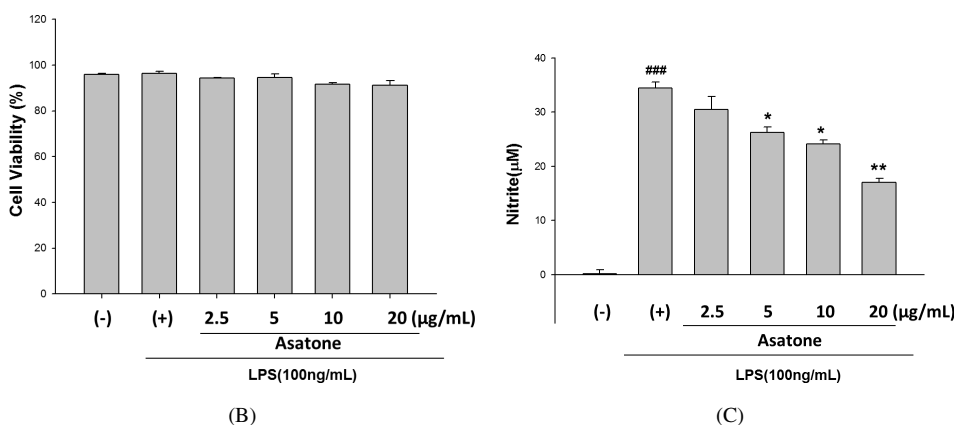 120
100
80
60
40
20
0
Cell Viability (%)
(-) (+) 2.5 5 10 20 (μg/mL)
Asatone
LPS(100ng/mL)
(B)
40
30
20
10
0
Nitrite(μM)
###
*
*
**
(-) (+) 2.5 5 10 20 (μg/mL)
Asatone
LPS(100ng/mL)
(C)